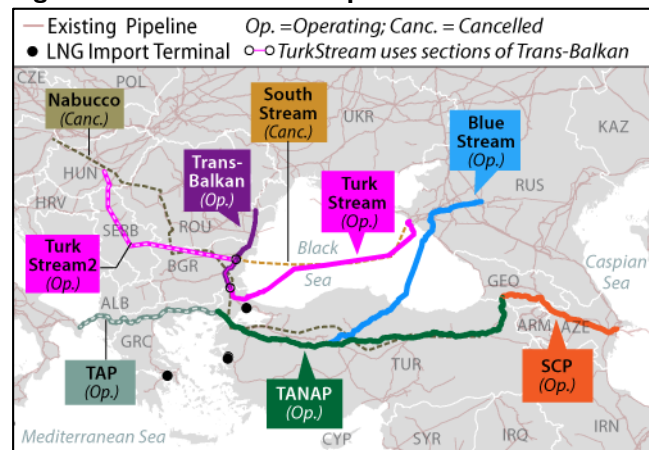 Existing Pipeline Op. =Operating; Canc. = Cancelled
LNG Import Terminal TurkStream uses sections of Trans-Balkan
CZE
POL
Nabucco
(Canc.)
South
Stream
(Canc.)
UKR
Blue
Stream
(Op.)
KAZ
HUN
Trans-
Balkan
(Op.)
Turk
Stream
(Op.)
RUS
HRV
ROU
SERB
Turk
Stream2
(Op.)
BGR
Black
Sea
Caspian
Sea
GEO
ALB
ARM
AZE
GRC
TAP
(Op.)
TANAP
(Op.)
TUR
SCP
(Op.)
Mediterranean Sea
CYP
SYR
IRQ
IRN